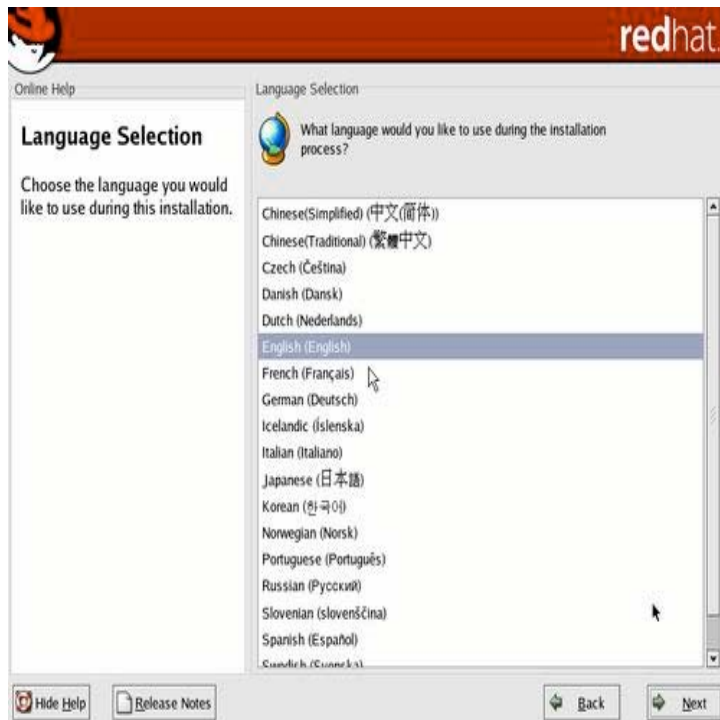 redhat.
Online Help
Language Selection
Choose the language you would
like to use during this installation.
Language Selection
What language would you like to use during the installation
process?
Chinese(Simplified) (中文(简体))
Chinese(Traditional) (繁體中文)
Czech (Čeština)
Danish (Dansk)
Dutch (Nederlands)
English (English)
French (Français)
German (Deutsch)
Icelandic (Íslenska)
Italian (Italiano)
Japanese (日本語)
Korean (한국어)
Norwegian (Norsk)
Portuguese (Português)
Russian (Русский)
Slovenian (slovenščina)
Spanish (Español)
Swedish (Svenska)
Hide Help
Release Notes
Back
Next